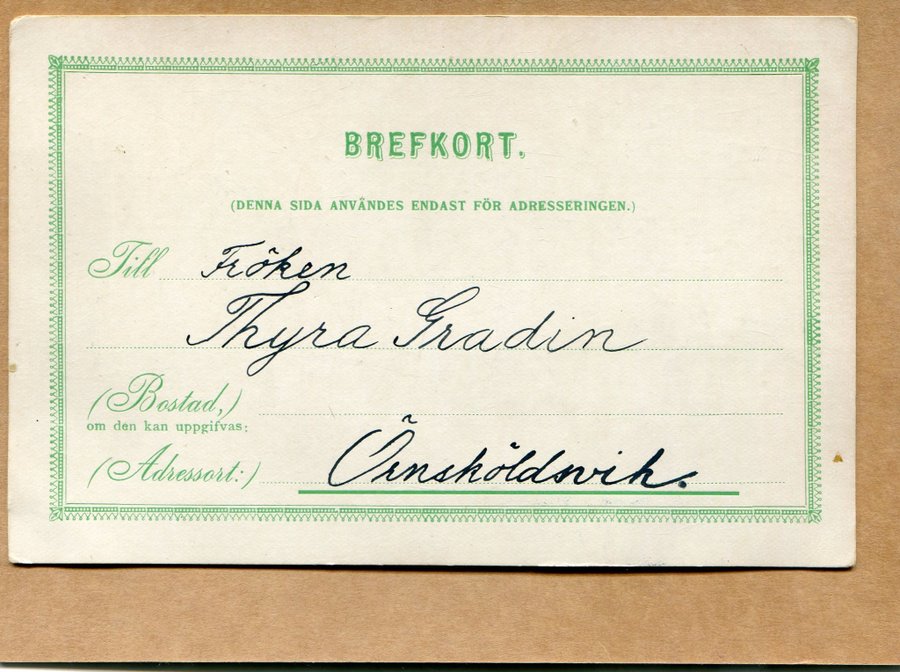 BREFKORT.
(DENNA SIDA ANVÄNDES ENDAST FÖR ADRESSERINGEN.)
Till Fröken
Thyra Gradin
(Bostad,)
om den kan uppgifvas:
(Adressort:) Örnsköldsvik.